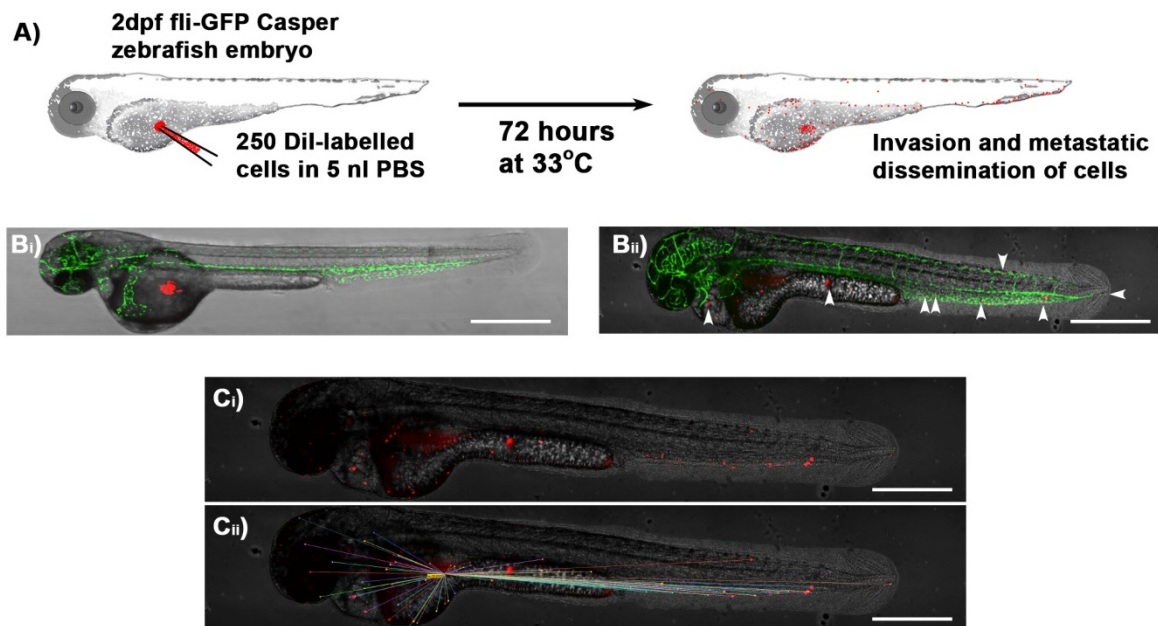 A)
2dpf fli-GFP Casper
zebrafish embryo
250 DiI-labelled
cells in 5 nl PBS
72 hours
at 33°C
Invasion and metastatic
dissemination of cells
Bi)
Bii)
Ci)
Cii)